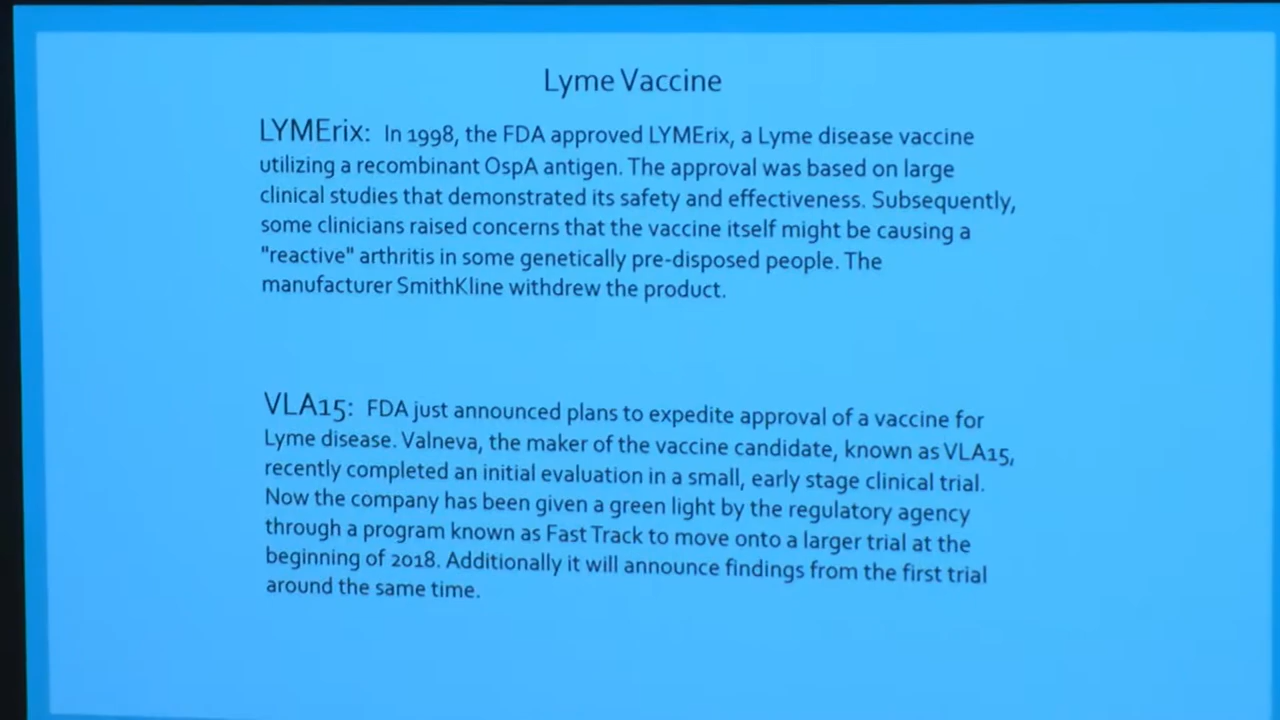 Lyme Vaccine
LYMErix: In 1998, the FDA approved LYMErix, a Lyme disease vaccine
utilizing a recombinant OspA antigen. The approval was based on large
clinical studies that demonstrated its safety and effectiveness. Subsequently,
some clinicians raised concerns that the vaccine itself might be causing a
"reactive" arthritis in some genetically pre-disposed people. The
manufacturer SmithKline withdrew the product.
VLA15: FDA just announced plans to expedite approval of a vaccine for
Lyme disease. Valneva, the maker of the vaccine candidate, known as VLA15,
recently completed an initial evaluation in a small, early stage clinical trial.
Now the company has been given a green light by the regulatory agency
through a program known as Fast Track to move onto a larger trial at the
beginning of 2018. Additionally it will announce findings from the first trial
around the same time.